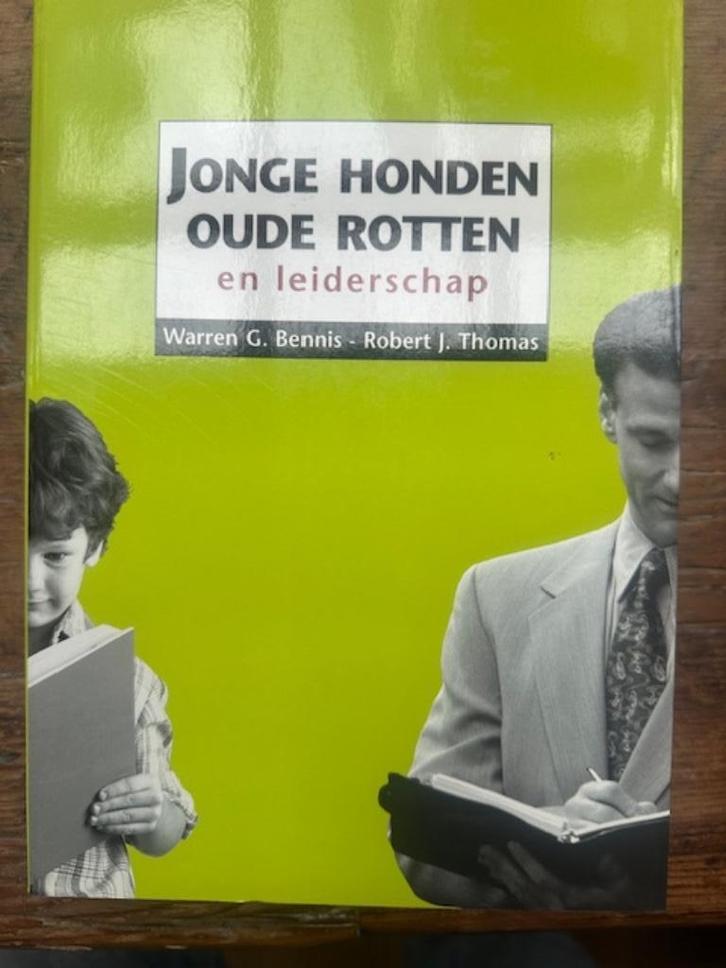 JONGE HONDEN
OUDE ROTTEN
en leiderschap
Warren G. Bennis - Robert J. Thomas